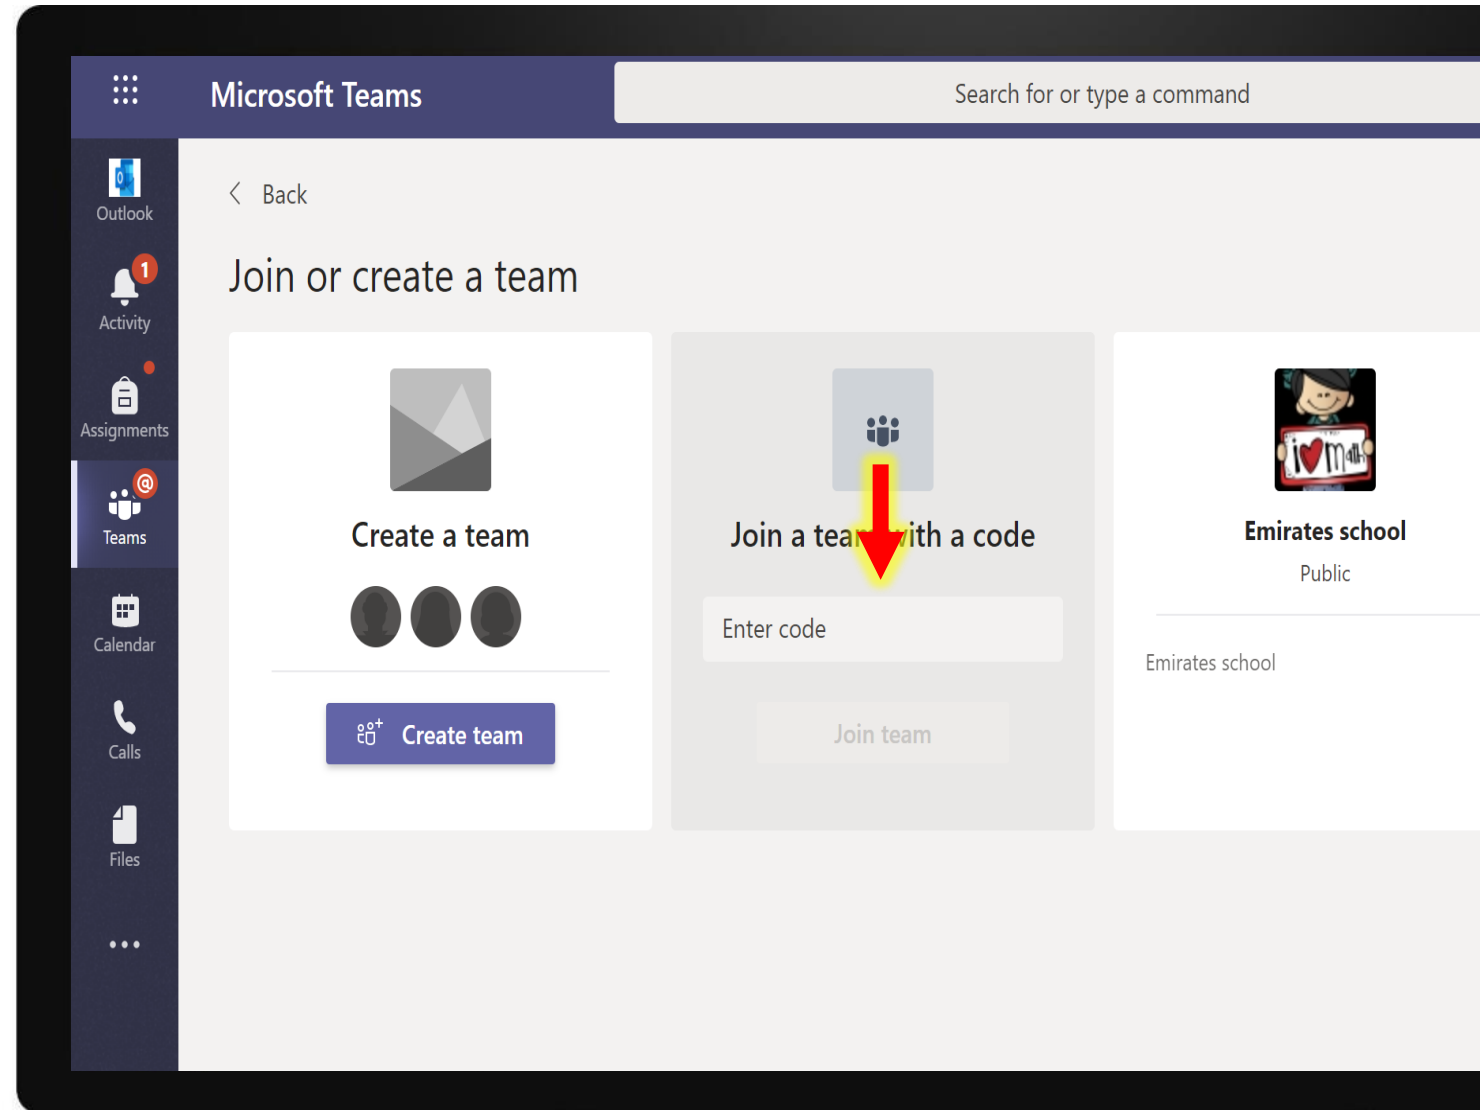 Microsoft Teams
Search for or type a command
Outlook
1
Activity
Assignments
@
Teams
Calendar
Calls
Files
Back
Join or create a team
Create a team
Create team
Join a team with a code
Enter code
Join team
i♥math
Emirates school
Public
Emirates school